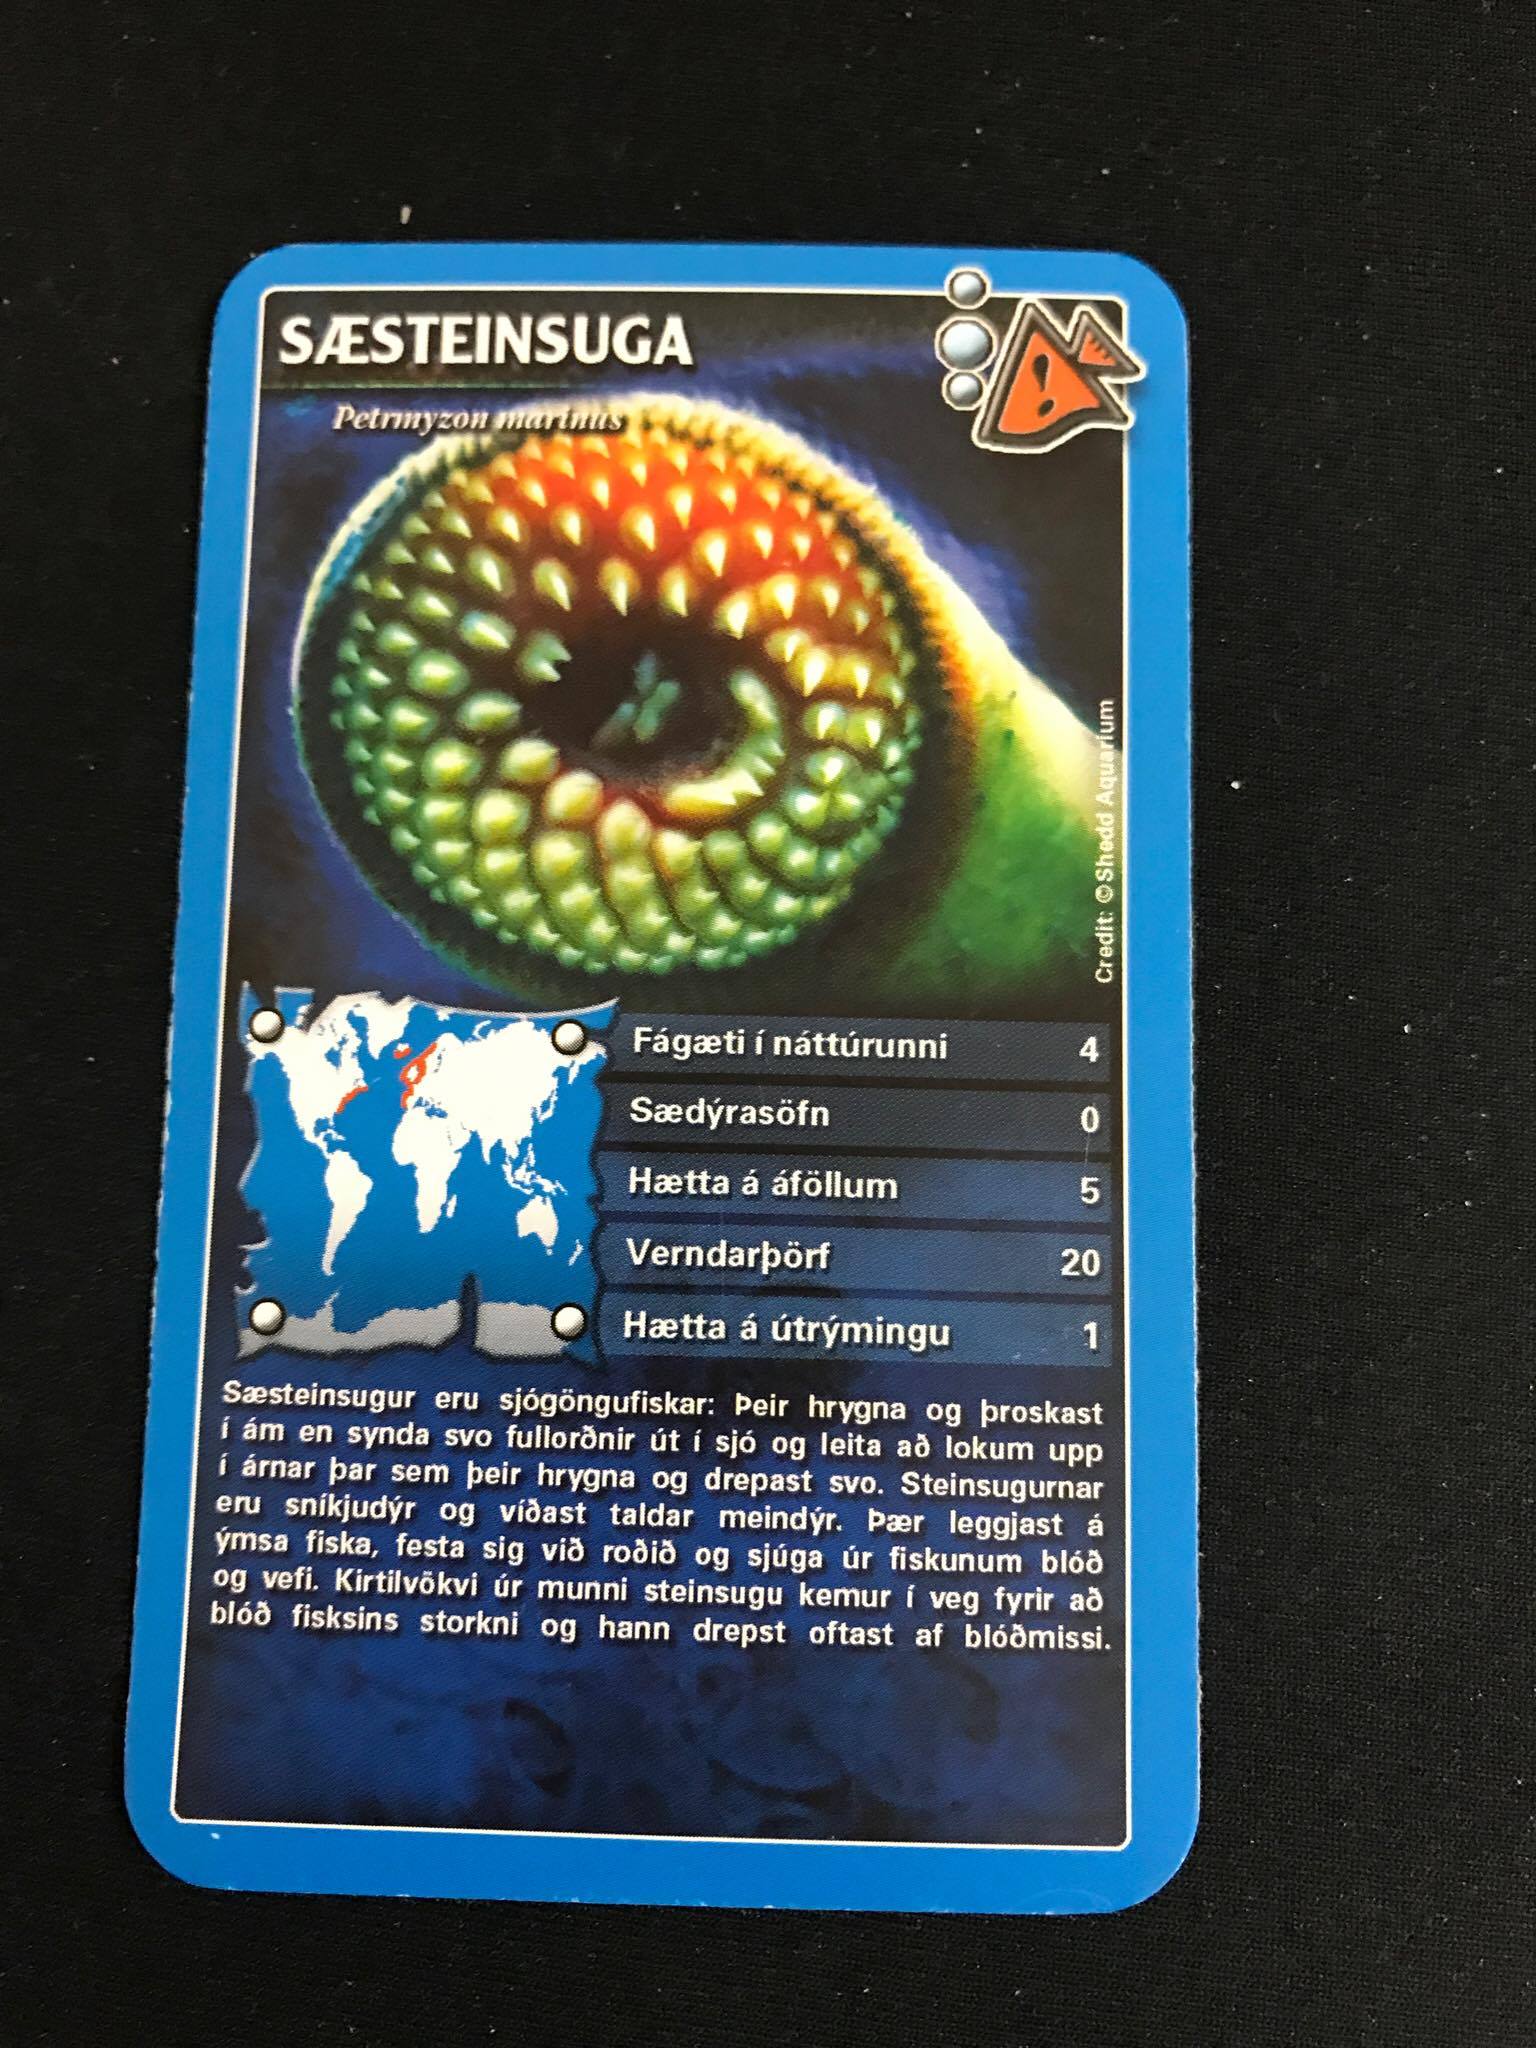 SÆSTEINSUGA
Petrmyzon marinus
Credit: ©Shedd Aquarium
Fágæti í náttúrunni 4
Sædýrasöfn 0
Hætta á áföllum 5
Verndarþörf 20
Hætta á útrýmingu 1
Sæsteinsugur eru sjógöngufiskar: Þeir hrygna og þroskast
í ám en synda svo fullorðnir út í sjó og leita að lokum upp
í árnar þar sem þeir hrygna og drepast svo. Steinsugurnar
eru sníkjudýr og víðast taldar meindýr. Þær leggjast á
ýmsa fiska, festa sig við roðið og sjúga úr fiskunum blóð
og vefi. Kirtilvökvi úr munni steinsugu kemur í veg fyrir að
blóð fisksins storkni og hann drepst oftast af blóðmissi.